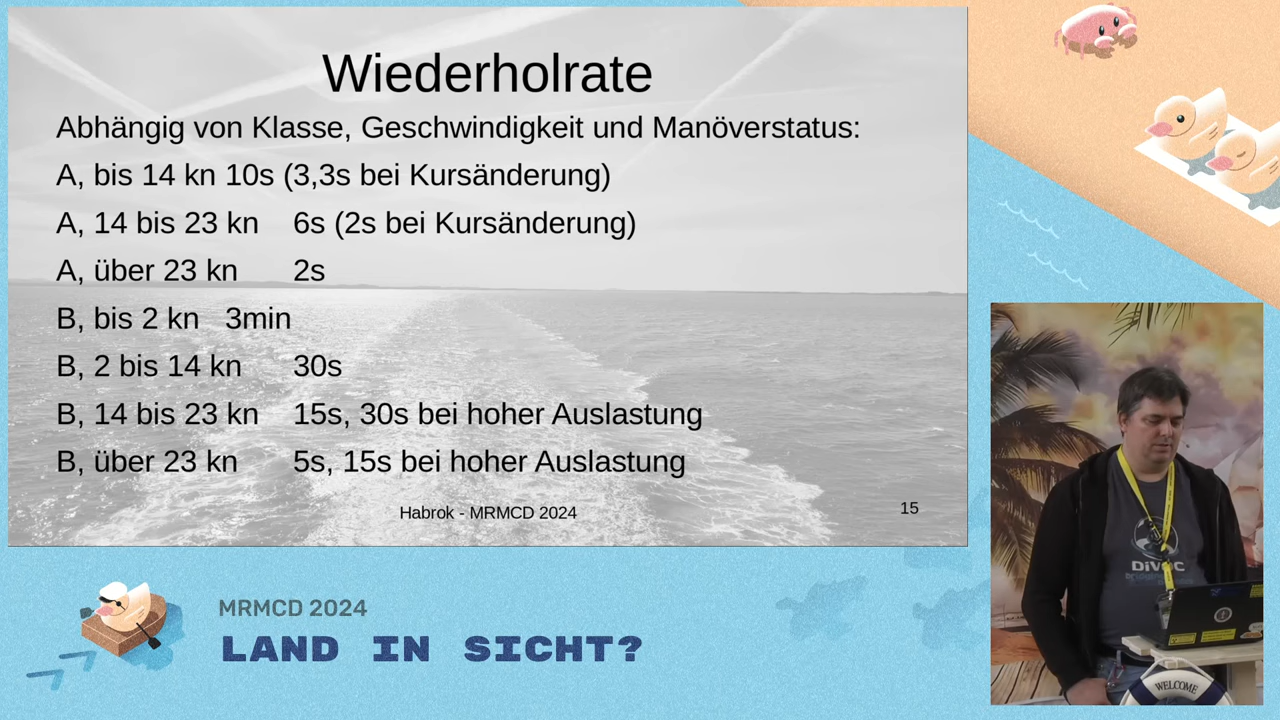 Wiederholrate
Abhängig von Klasse, Geschwindigkeit und Manöverstatus:
A, bis 14 kn 10s (3,3s bei Kursänderung)
A, 14 bis 23 kn 6s (2s bei Kursänderung)
A, über 23 kn 2s
B, bis 2 kn 3min
B, 2 bis 14 kn 30s
B, 14 bis 23 kn 15s, 30s bei hoher Auslastung
B, über 23 kn 5s, 15s bei hoher Auslastung
Habrok - MRMCD 2024
15
MRMCD 2024
LAND IN SICHT?
WELCOME